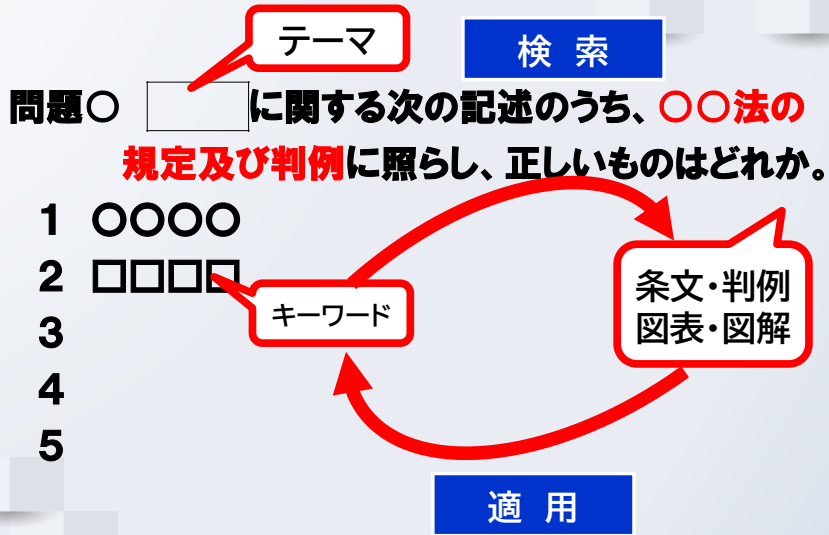 テーマ
検 索
問題○ に関する次の記述のうち、○○法の
規定及び判例に照らし、正しいものはどれか。
1 ○○○○
2 □□□□
キーワード
条文・判例
図表・図解
3
4
5
適 用